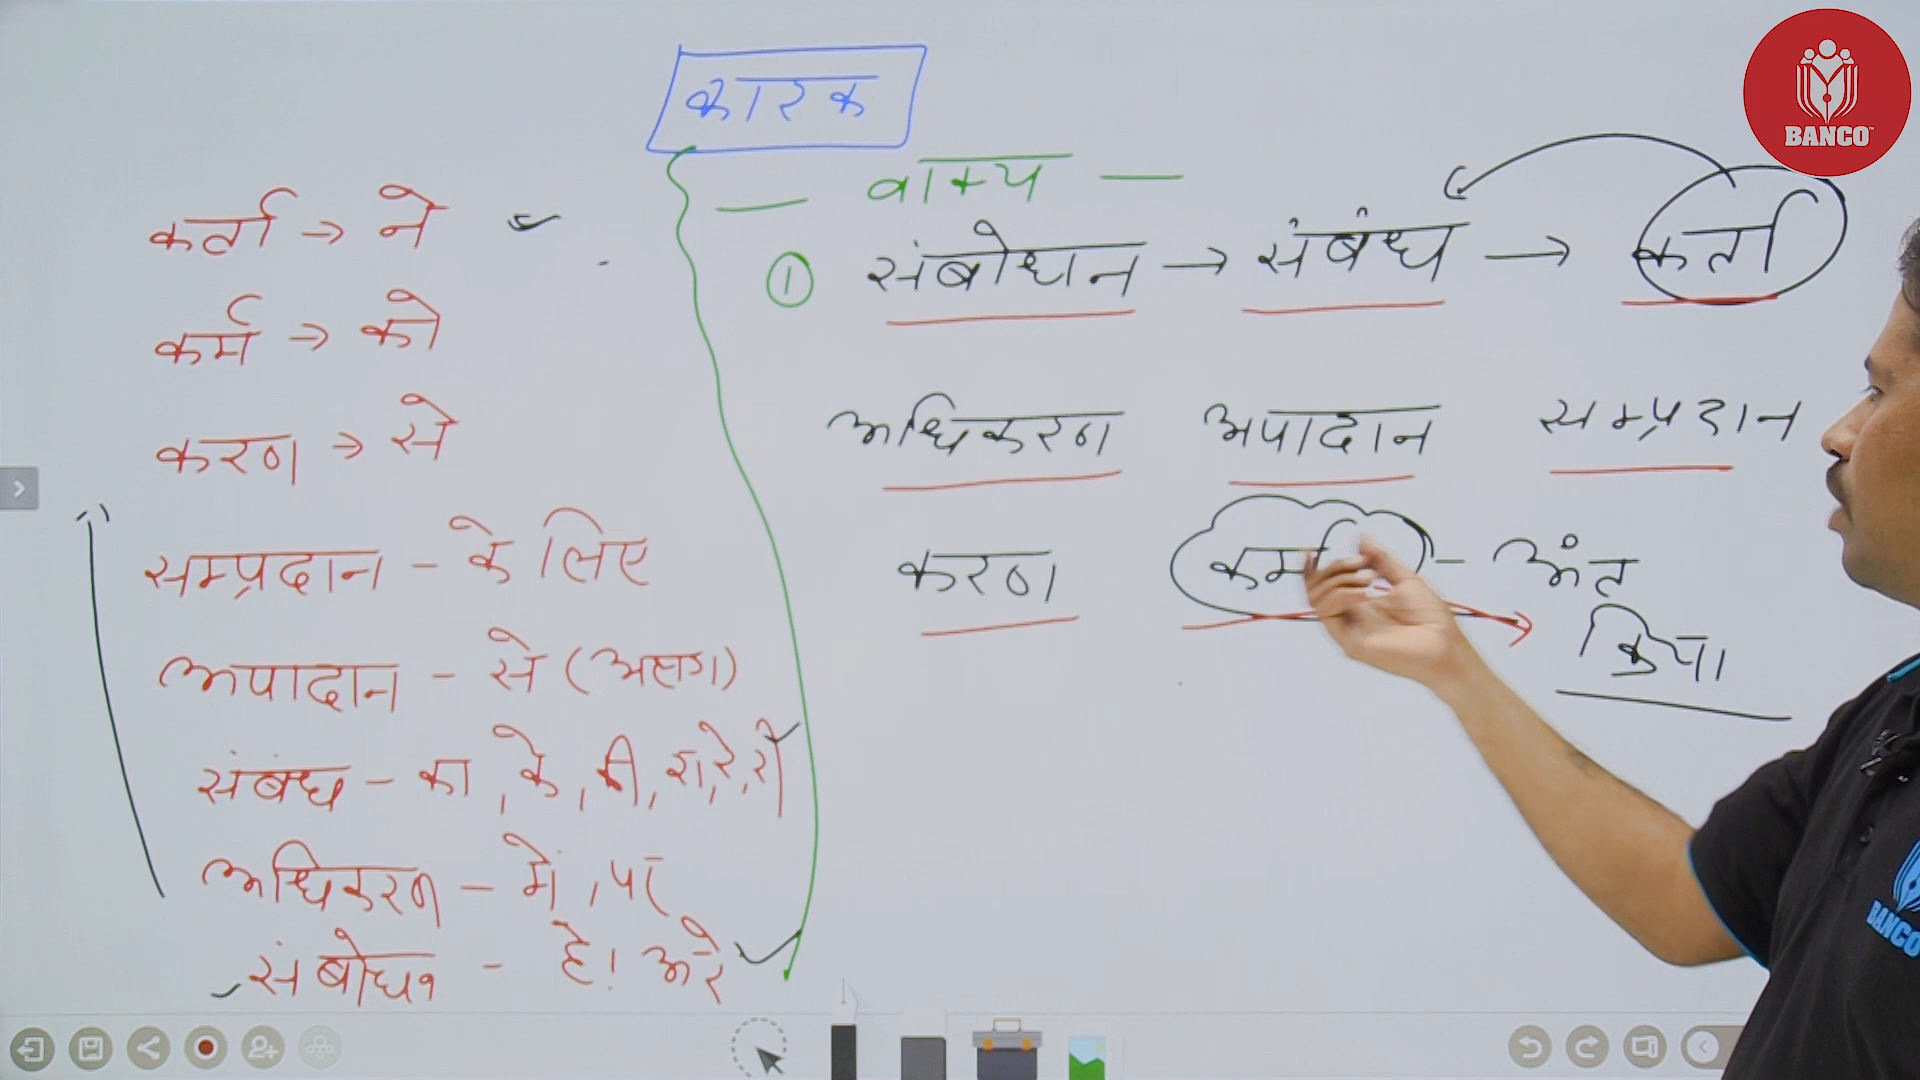 कारक
BANCO™
कर्ता → ने
कर्म → को
करण → से
सम्प्रदान - के लिए
अपादान - से (अलग)
संबंध - का, के, की, रा, रे, री
अधिकरण - में, पर
संबोधन - हे! अरे
— वाक्य —
① संबोधन → संबंध → कर्ता
अधिकरण अपादान सम्प्रदान
करण कर्म - अंत
क्रिया
BANCO